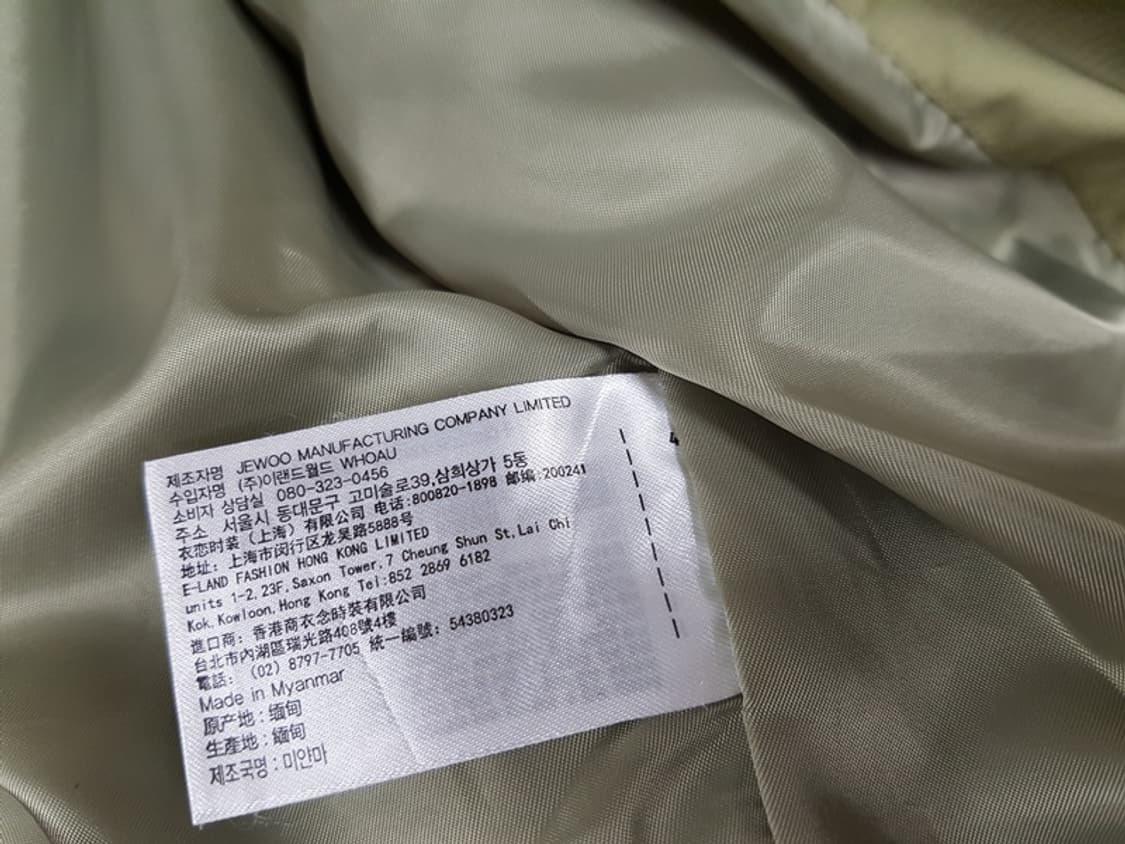 제조자명 JEWOO MANUFACTURING COMPANY LIMITED
수입자명 (주)이랜드월드 WHOAU
소비자 상담실 080-323-0456
주소 서울시 동대문구 고미술로39,삼희상가 5동
衣恋时装(上海)有限公司 电话:800820-1898 邮编:200241
地址: 上海市闵行区龙吴路5888号
E-LAND FASHION HONG KONG LIMITED
units 1-2,23F,Saxon Tower,7 Cheung Shun St,Lai Chi
Kok,Kowloon,Hong Kong Tel:852 2869 6182
進口商: 香港商衣念時裝有限公司
台北市內湖區瑞光路408號4樓
電話: (02) 8797-7705 統一編號: 54380323
Made in Myanmar
原产地:缅甸
生產地:緬甸
제조국명:미얀마
4